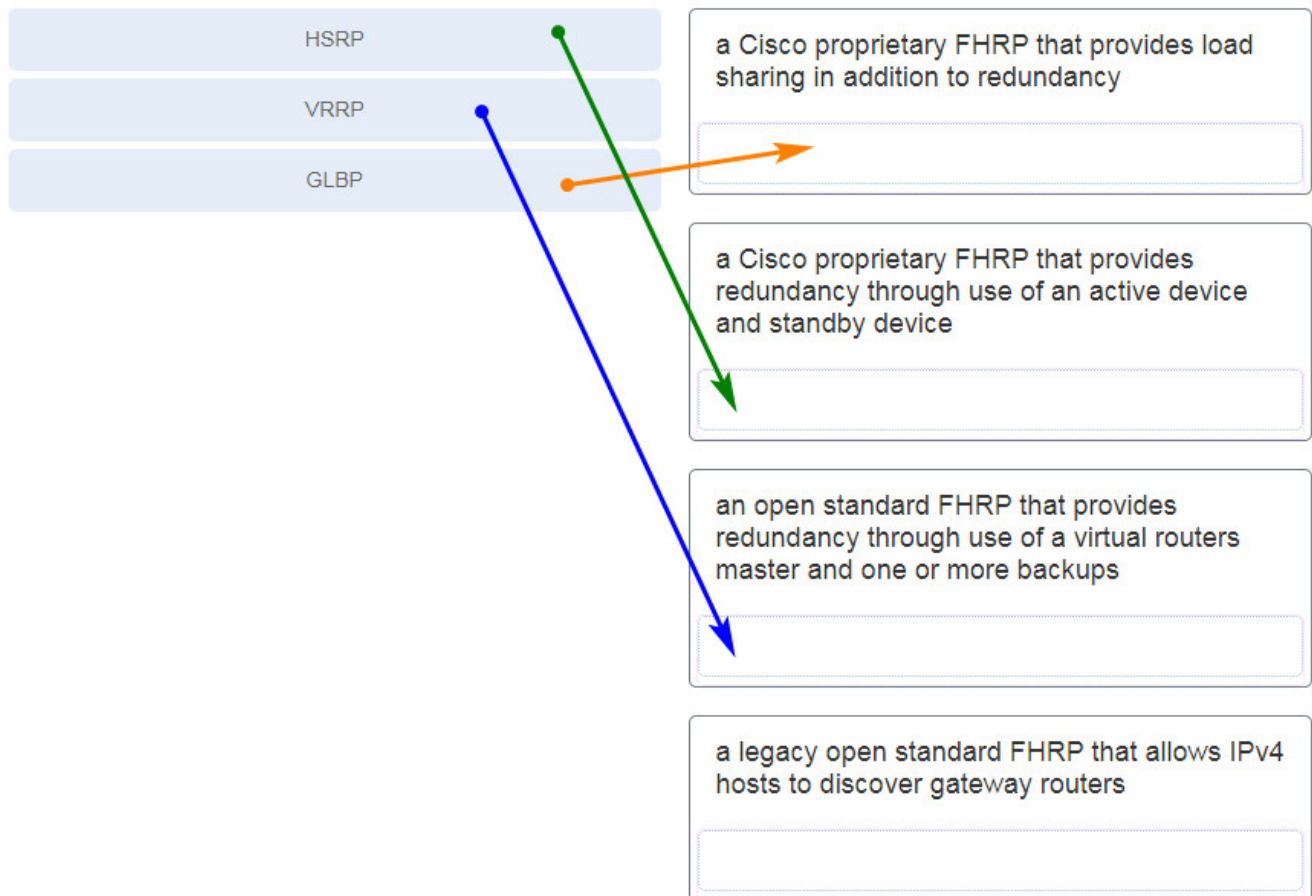 HSRP
VRRP
GLBP
a Cisco proprietary FHRP that provides load
sharing in addition to redundancy
a Cisco proprietary FHRP that provides
redundancy through use of an active device
and standby device
an open standard FHRP that provides
redundancy through use of a virtual routers
master and one or more backups
a legacy open standard FHRP that allows IPv4
hosts to discover gateway routers